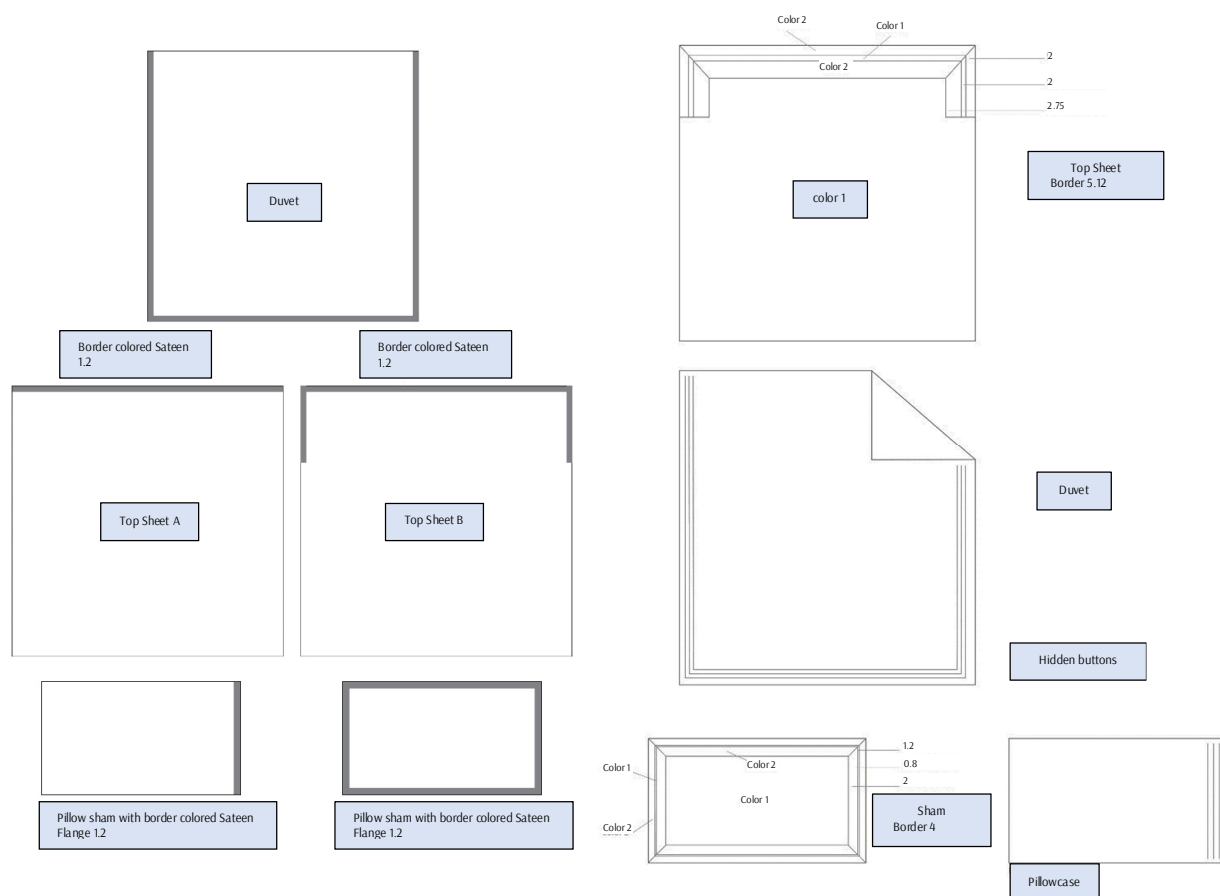 Duvet
Border colored Sateen
1.2
Border colored Sateen
1.2
Top Sheet A
Top Sheet B
Pillow sham with border colored Sateen
Flange 1.2
Pillow sham with border colored Sateen
Flange 1.2
Color 2
Color 1
Color 2
2
2
2.75
Top Sheet
Border 5.12
color 1
Duvet
Hidden buttons
Color 1
Color 2
Color 1
Color 2
1.2
0.8
2
Sham
Border 4
Pillowcase